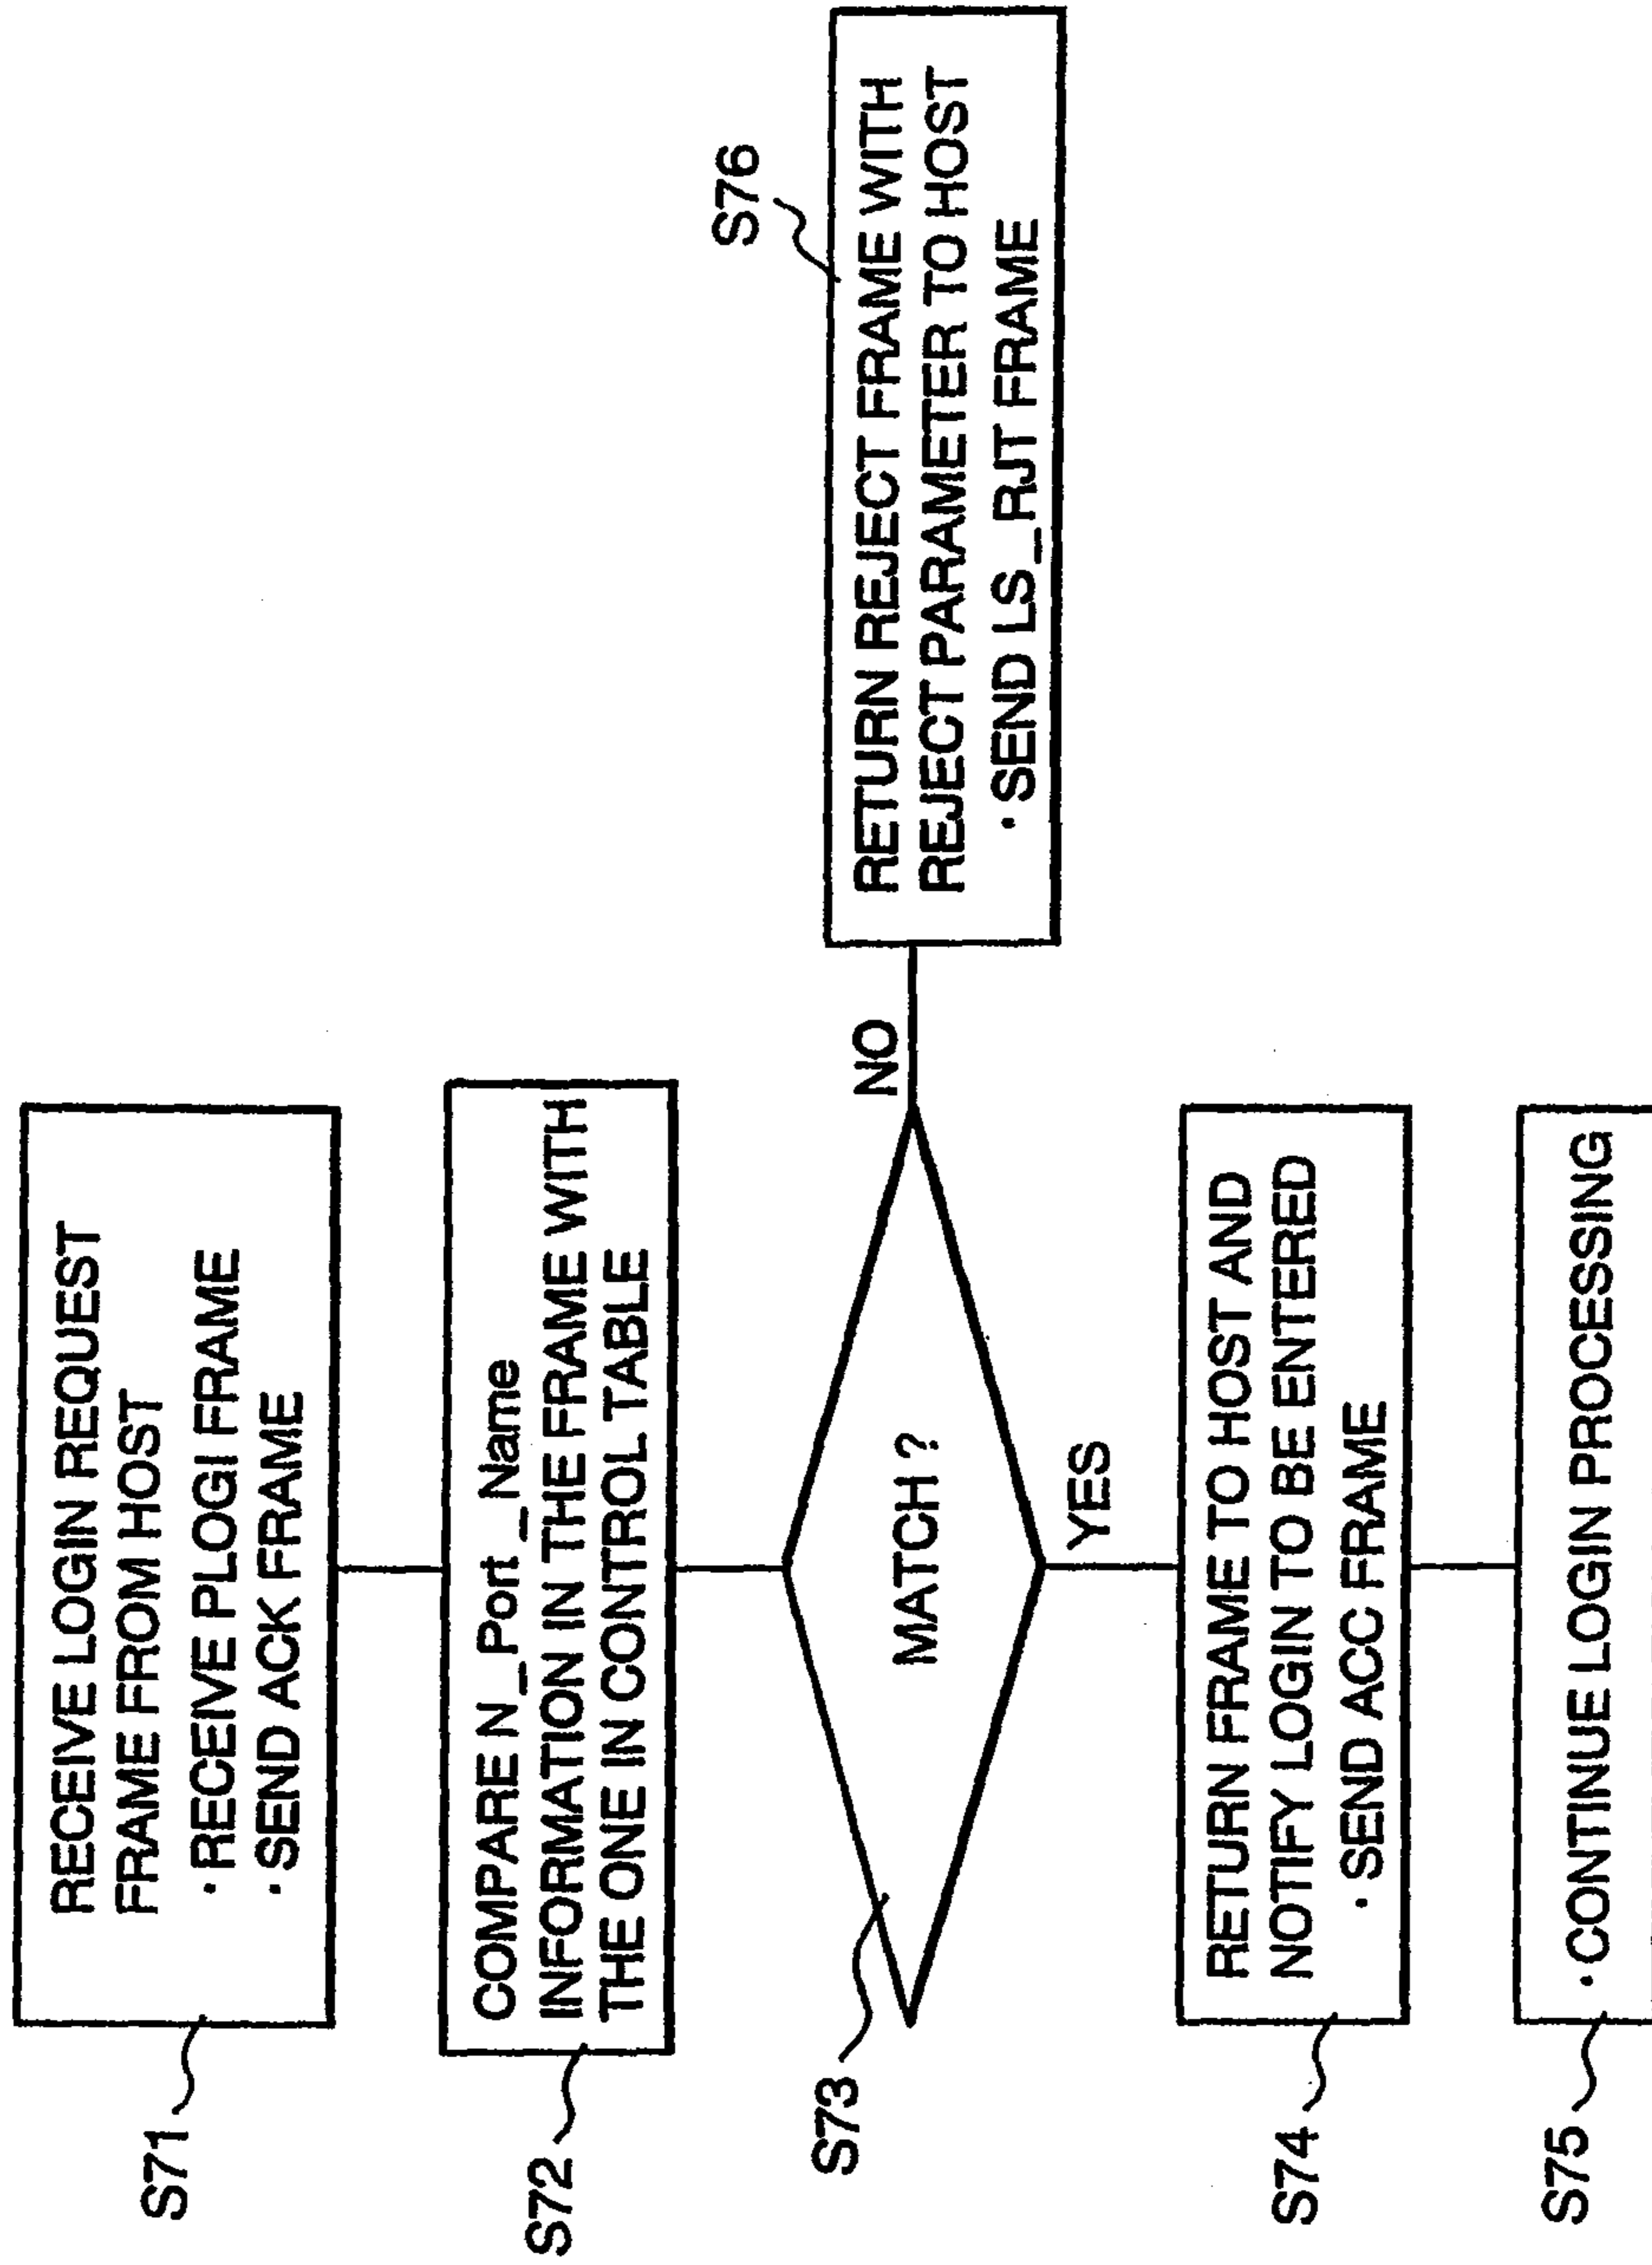 S71
RECEIVE LOGIN REQUEST
FRAME FROM HOST
· RECEIVE PLOGI FRAME
· SEND ACK FRAME
S72
COMPARE N_Port_Name
INFORMATION IN THE FRAME WITH
THE ONE IN CONTROL TABLE
S73
MATCH ?
NO
YES
S76
RETURN REJECT FRAME WITH
REJECT PARAMETER TO HOST
· SEND LS_RJT FRAME
S74
RETURN FRAME TO HOST AND
NOTIFY LOGIN TO BE ENTERED
· SEND ACC FRAME
S75
· CONTINUE LOGIN PROCESSING